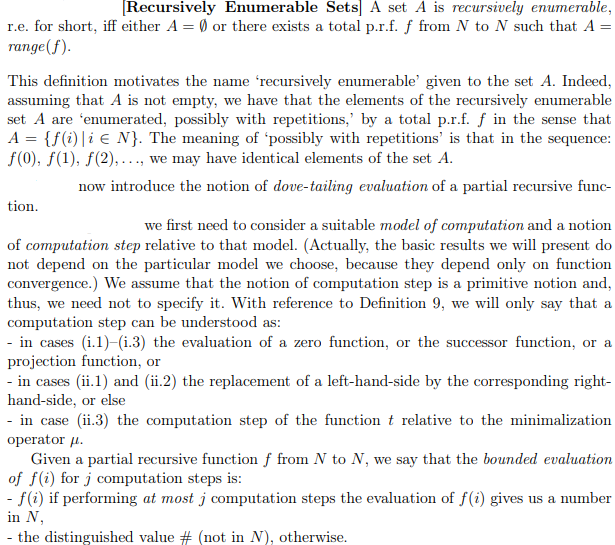 [Recursively Enumerable Sets] A set A is recursively enumerable,
r.e. for short, iff either A = ∅ or there exists a total p.r.f. f from N to N such that A =
range(f).
This definition motivates the name ‘recursively enumerable’ given to the set A. Indeed,
assuming that A is not empty, we have that the elements of the recursively enumerable
set A are ‘enumerated, possibly with repetitions,’ by a total p.r.f. f in the sense that
A = {f(i) | i ∈ N}. The meaning of ‘possibly with repetitions’ is that in the sequence:
f(0), f(1), f(2), . . ., we may have identical elements of the set A.
now introduce the notion of dove-tailing evaluation of a partial recursive func-
tion.
we first need to consider a suitable model of computation and a notion
of computation step relative to that model. (Actually, the basic results we will present do
not depend on the particular model we choose, because they depend only on function
convergence.) We assume that the notion of computation step is a primitive notion and,
thus, we need not to specify it. With reference to Definition 9, we will only say that a
computation step can be understood as:
- in cases (i.1)–(i.3) the evaluation of a zero function, or the successor function, or a
projection function, or
- in cases (ii.1) and (ii.2) the replacement of a left-hand-side by the corresponding right-
hand-side, or else
- in case (ii.3) the computation step of the function t relative to the minimalization
operator μ.
Given a partial recursive function f from N to N, we say that the bounded evaluation
of f(i) for j computation steps is:
- f(i) if performing at most j computation steps the evaluation of f(i) gives us a number
in N,
- the distinguished value # (not in N), otherwise.